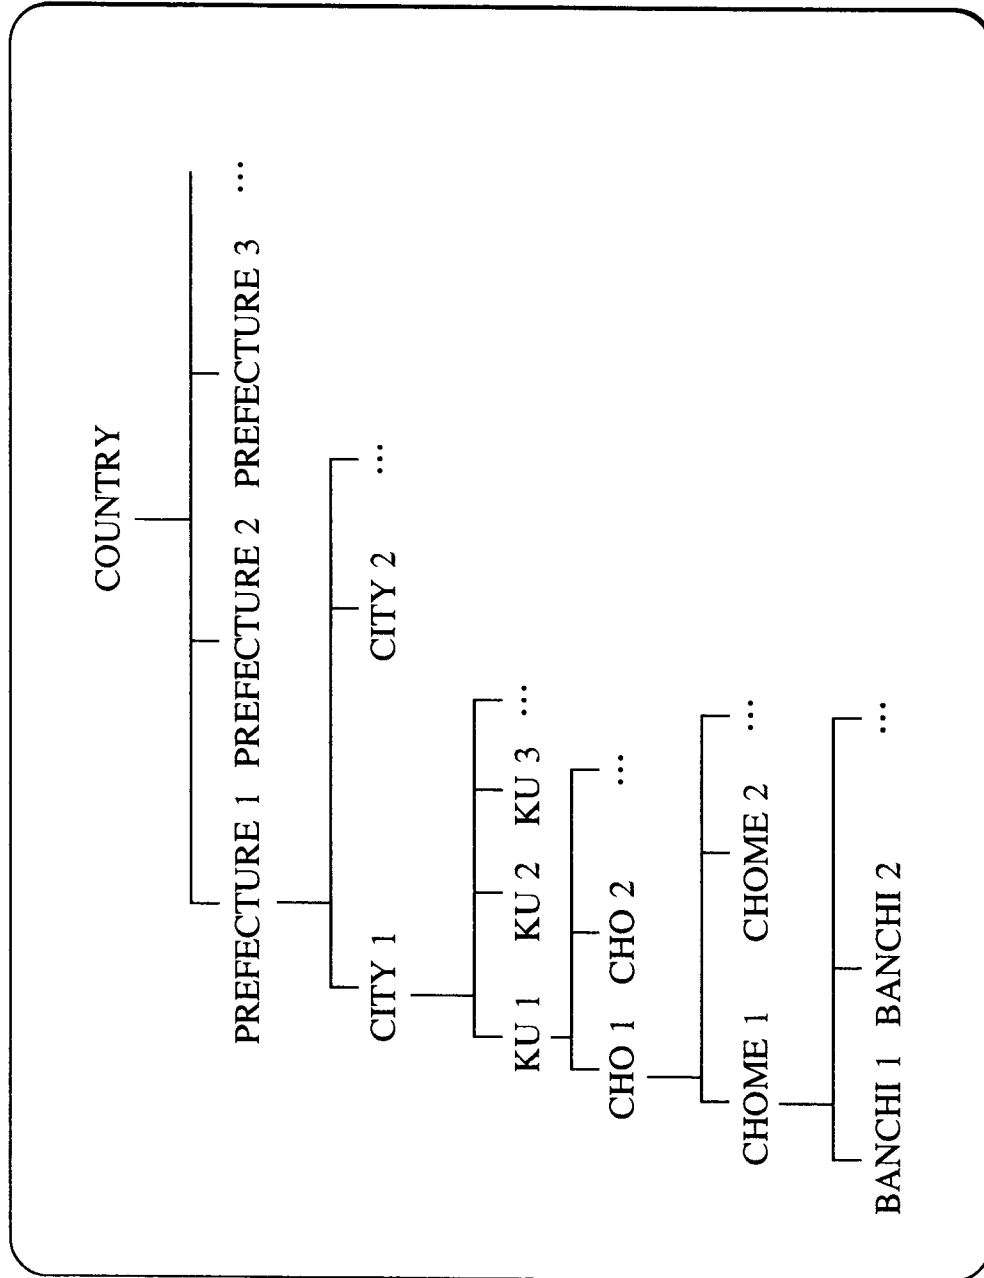 COUNTRY
PREFECTURE 1 PREFECTURE 2 PREFECTURE 3 ...
CITY 1 CITY 2 ...
KU 1 KU 2 KU 3 ...
CHO 1 CHO 2 ...
CHOME 1 CHOME 2 ...
BANCHI 1 BANCHI 2 ...